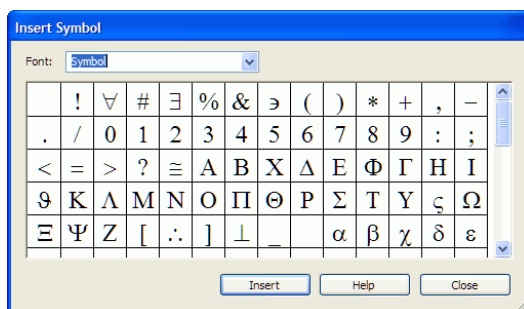 Insert Symbol
Font: Symbol
! ∀ # ∃ % & ∍ ( ) * + , −
. / 0 1 2 3 4 5 6 7 8 9 : ;
< = > ? ≅ Α Β Χ Δ Ε Φ Γ Η Ι
ϑ Κ Λ Μ Ν Ο Π Θ Ρ Σ Τ Υ ς Ω
Ξ Ψ Ζ [ ∴ ] ⊥ _ α β χ δ ε
Insert Help Close